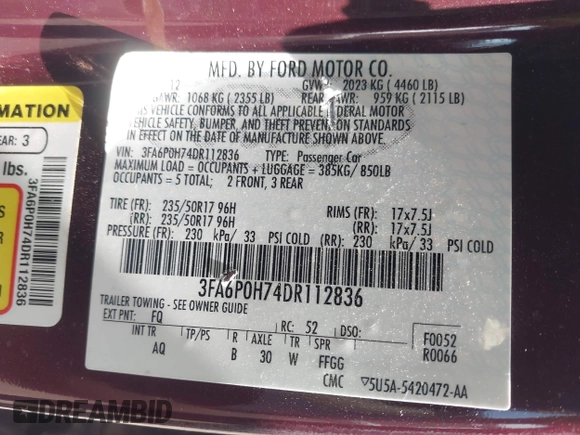 MFD. BY FORD MOTOR CO.
12 GVW 2023 KG ( 4460 LB)
GAWR: 1068 KG ( 2355 LB) REAR GAWR: 959 KG ( 2115 LB)
THIS VEHICLE CONFORMS TO ALL APPLICABLE FEDERAL MOTOR
VEHICLE SAFETY, BUMPER, AND THEFT PREVENTION STANDARDS
IN EFFECT ON THE DATE OF MANUFACTURE SHOWN ABOVE.
VIN: 3FA6P0H74DR112836 TYPE: Passenger Car
MAXIMUM LOAD = OCCUPANTS + LUGGAGE = 385KG/ 850LB
OCCUPANTS = 5 TOTAL; 2 FRONT, 3 REAR
TIRE (FR): 235/50R17 96H RIMS (FR): 17x7.5J
(RR): 235/50R17 96H (RR): 17x7.5J
PRESSURE (FR): 230 kPa/ 33 PSI COLD (RR): 230 kPa/ 33 PSI COLD
3FA6P0H74DR112836
TRAILER TOWING - SEE OWNER GUIDE
EXT PNT: FQ RC: 52 DSO: F0052
INT TR TP/PS R AXLE TR SPR R0066
AQ B 30 W FFGG
CMC ▽5U5A-5420472-AA
MATION
EAR: 3
lbs.
3FA6P0H74DR112836
DREAMBID